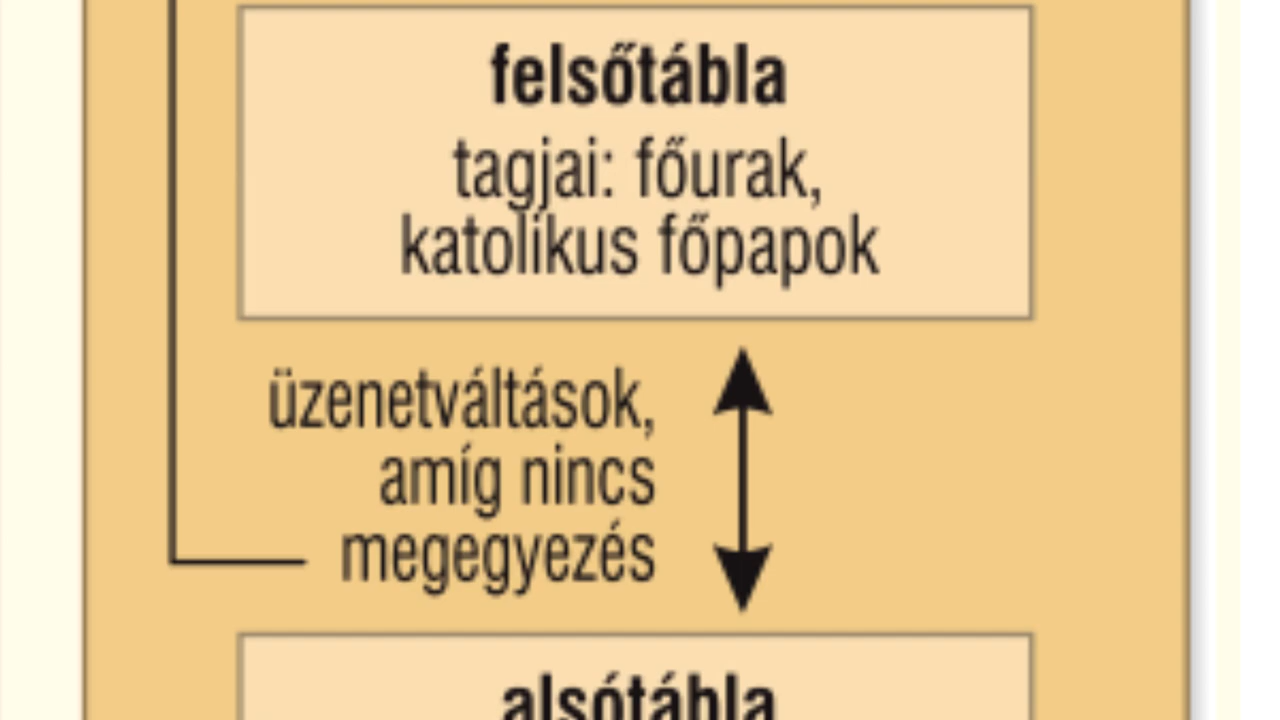 felsőtábla
tagjai: főurak,
katolikus főpapok
üzenetváltások,
amíg nincs
megegyezés
alsótábla